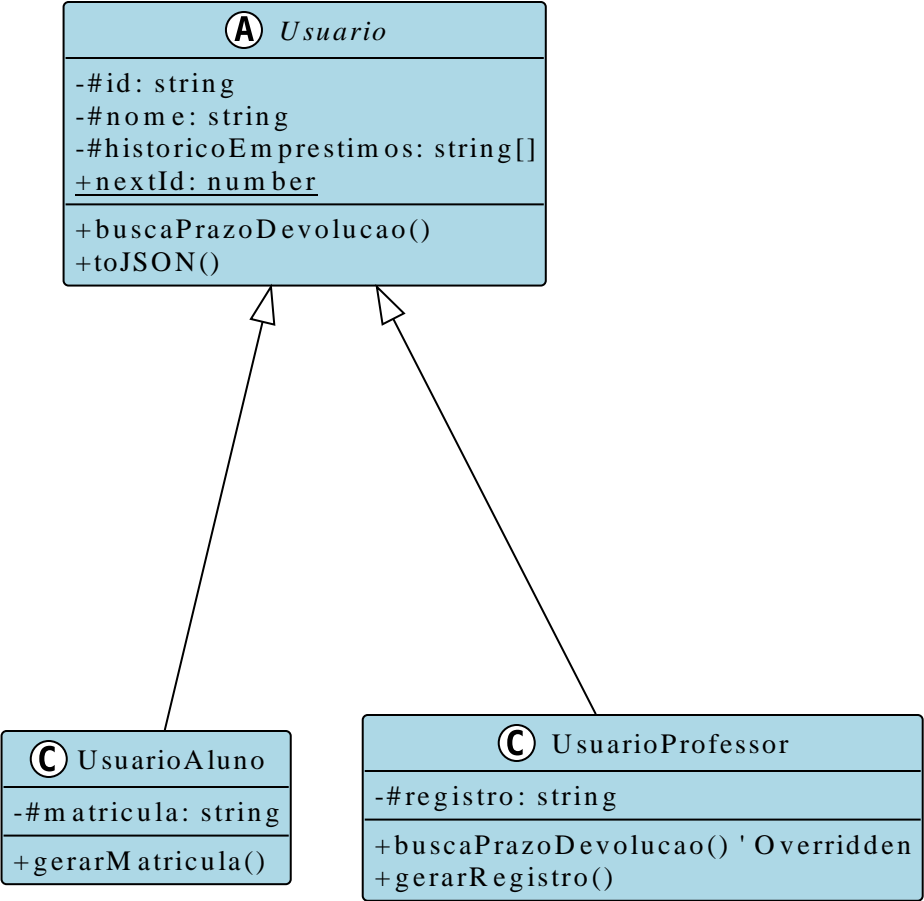 A Usuario
-#id: string
-#nome: string
-#historicoEmprestimos: string[]
+nextId: number
+buscaPrazoDevolucao()
+toJSON()
C UsuarioAluno
-#matricula: string
+gerarMatricula()
C UsuarioProfessor
-#registro: string
+buscaPrazoDevolucao() ' Overridden
+gerarRegistro()